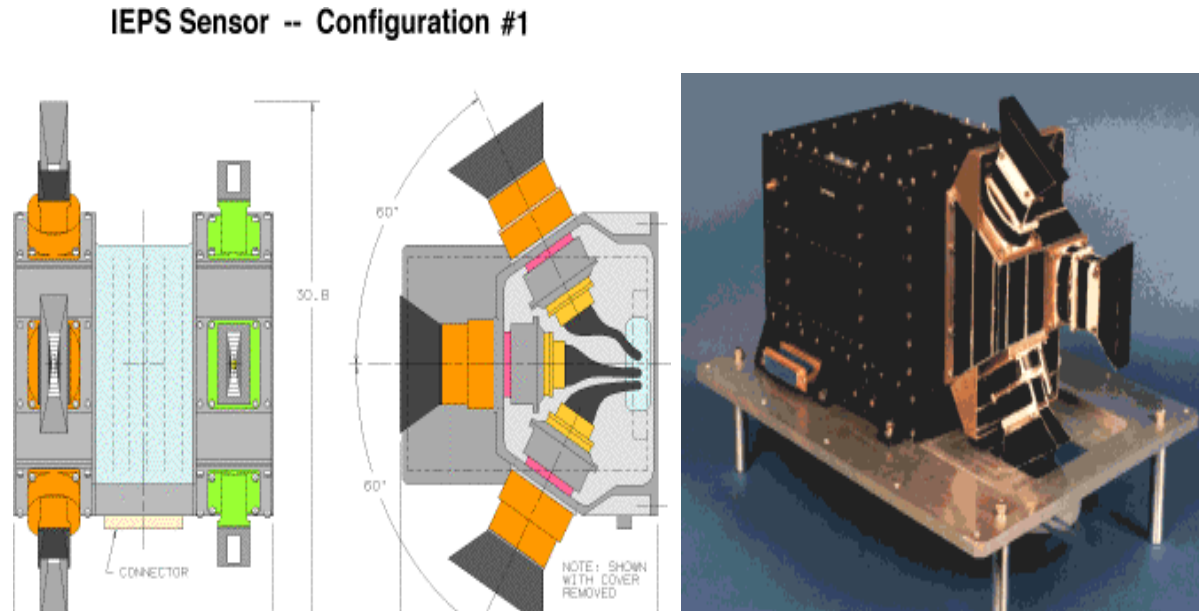 IEPS Sensor -- Configuration #1
60°
30.8
60°
CONNECTOR
NOTE: SHOWN
WITH COVER
REMOVED